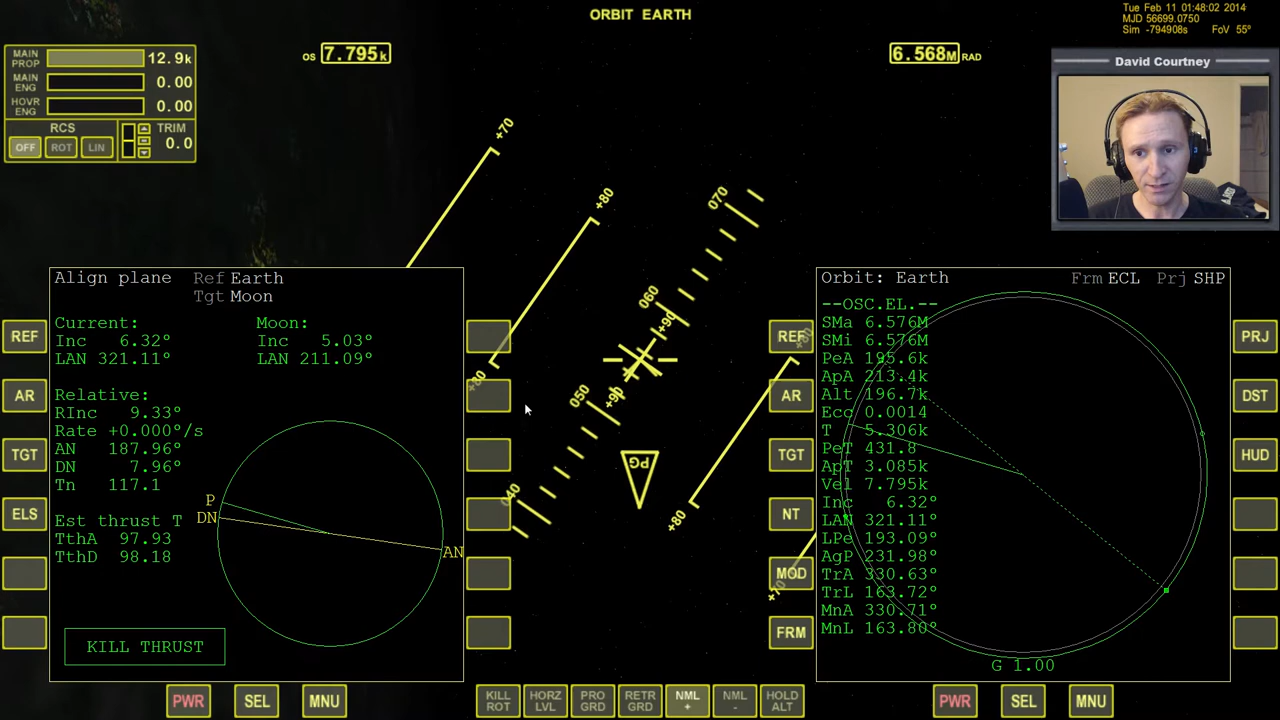 ORBIT EARTH
Tue Feb 11 01:48:02 2014
MJD 56699.0750
Sim -794908s FoV 55°
MAIN PROP 12.9k
MAIN ENG 0.00
HOVR ENG 0.00
RCS TRIM
OFF ROT LIN 0.0
OS 7.795k
6.568M RAD
David Courtney
+70
+80
070
060
+90
050
+90
040
+80
+80
+80
+70
PG
Align plane Ref Earth
Tgt Moon
Current: Moon:
Inc 6.32° Inc 5.03°
LAN 321.11° LAN 211.09°
Relative:
RInc 9.33°
Rate +0.000°/s
AN 187.96°
DN 7.96°
Tn 117.1
Est thrust T
TthA 97.93
TthD 98.18
P
DN
AN
KILL THRUST
REF
AR
TGT
ELS
PWR SEL MNU
KILL ROT
HORZ LVL
PRO GRD
RETR GRD
NML +
NML -
HOLD ALT
Orbit: Earth Frm ECL Prj SHP
--OSC.EL.--
SMa 6.576M
SMi 6.576M
PeA 195.6k
ApA 213.4k
Alt 196.7k
Ecc 0.0014
T 5.306k
PeT 431.8
ApT 3.085k
Vel 7.795k
Inc 6.32°
LAN 321.11°
LPe 193.09°
AgP 231.98°
TrA 330.63°
TrL 163.72°
MnA 330.71°
MnL 163.80°
G 1.00
REF
AR
TGT
NT
MOD
FRM
PRJ
DST
HUD
PWR SEL MNU